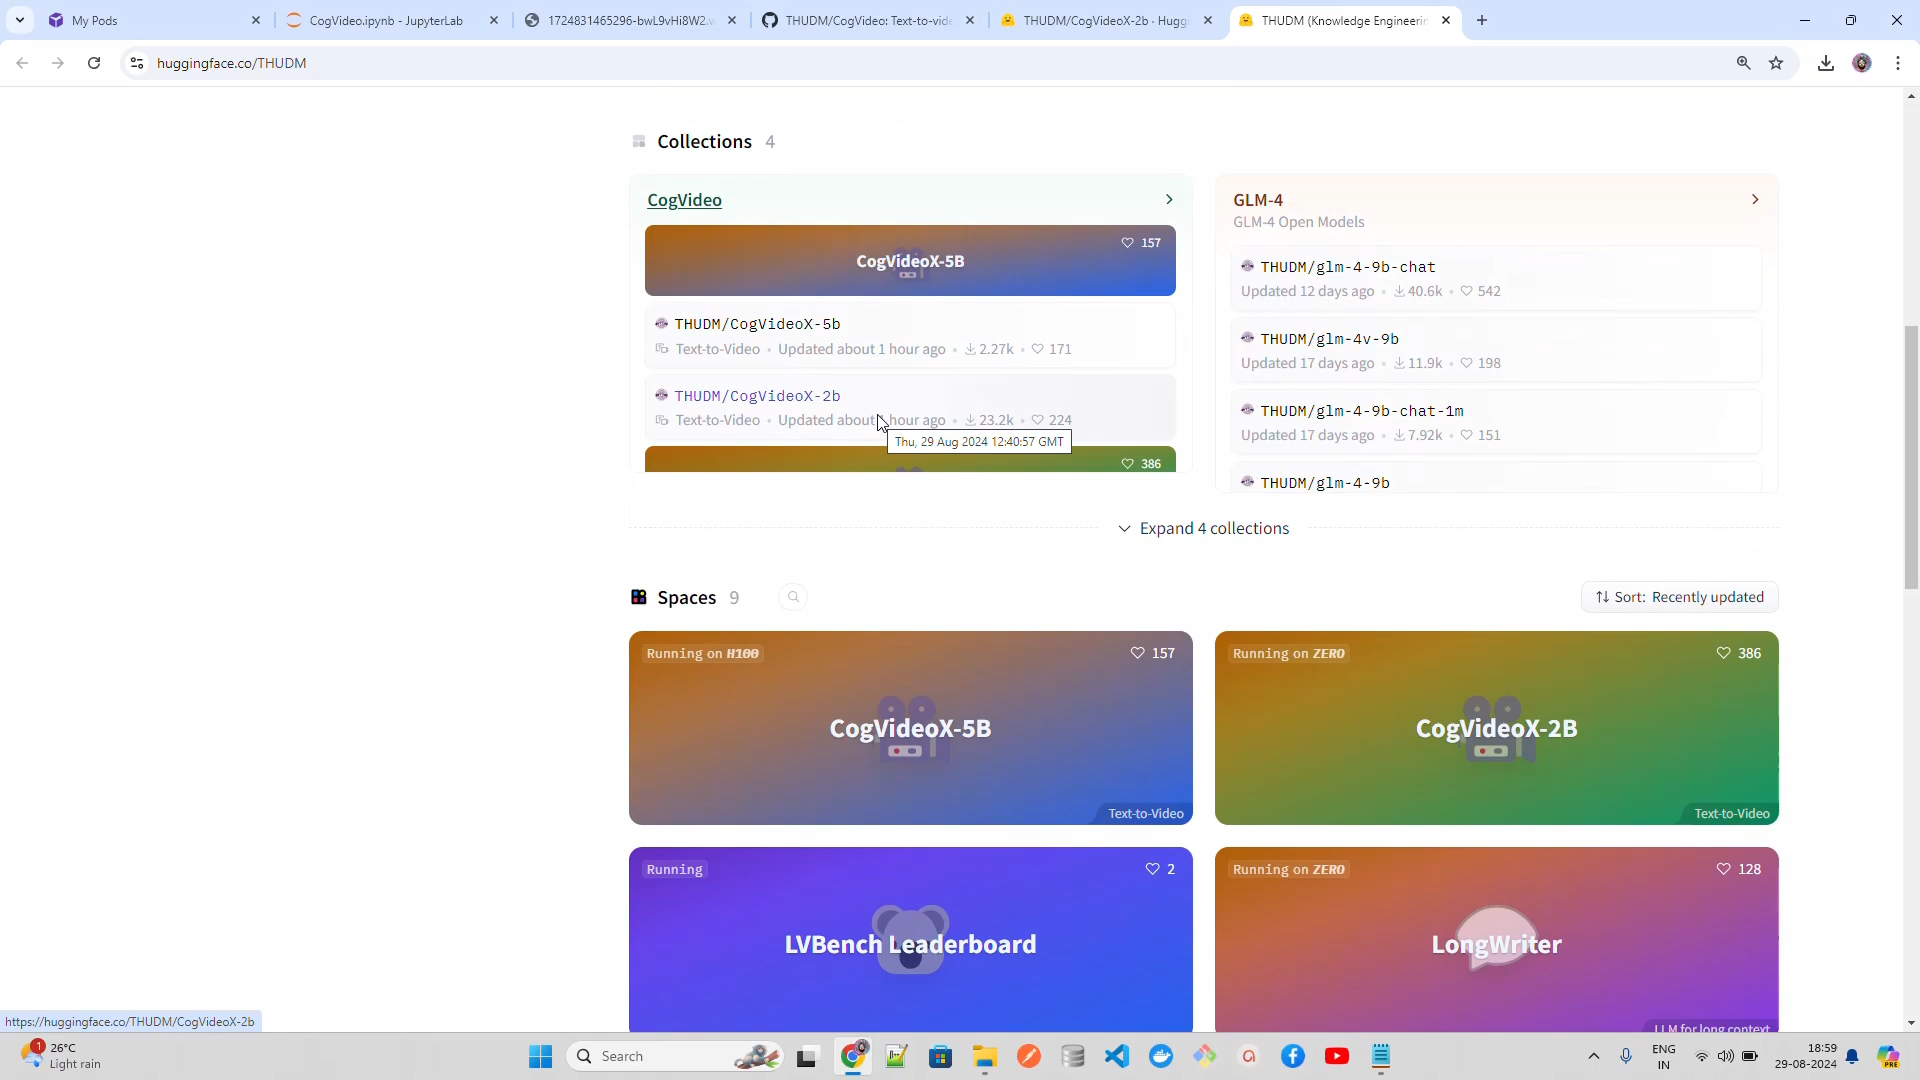 My Pods
CogVideo.ipynb - JupyterLab
1724831465296-bwL9vHi8W2.w
THUDM/CogVideo: Text-to-vide
THUDM/CogVideoX-2b · Huggi
THUDM (Knowledge Engineerin
huggingface.co/THUDM
Collections 4
CogVideo
157
CogVideoX-5B
THUDM/CogVideoX-5b
Text-to-Video • Updated about 1 hour ago • 2.27k • 171
THUDM/CogVideoX-2b
Text-to-Video • Updated about hour ago • 23.2k • 224
Thu, 29 Aug 2024 12:40:57 GMT
386
GLM-4
GLM-4 Open Models
THUDM/glm-4-9b-chat
Updated 12 days ago • 40.6k • 542
THUDM/glm-4v-9b
Updated 17 days ago • 11.9k • 198
THUDM/glm-4-9b-chat-1m
Updated 17 days ago • 7.92k • 151
THUDM/glm-4-9b
Expand 4 collections
Spaces 9
Sort: Recently updated
Running on H100
157
CogVideoX-5B
Text-to-Video
Running on ZERO
386
CogVideoX-2B
Text-to-Video
Running
2
LVBench Leaderboard
Running on ZERO
128
LongWriter
LLM for long context
https://huggingface.co/THUDM/CogVideoX-2b
1
26°C
Light rain
Search
ENG
IN
18:59
29-08-2024
PRE